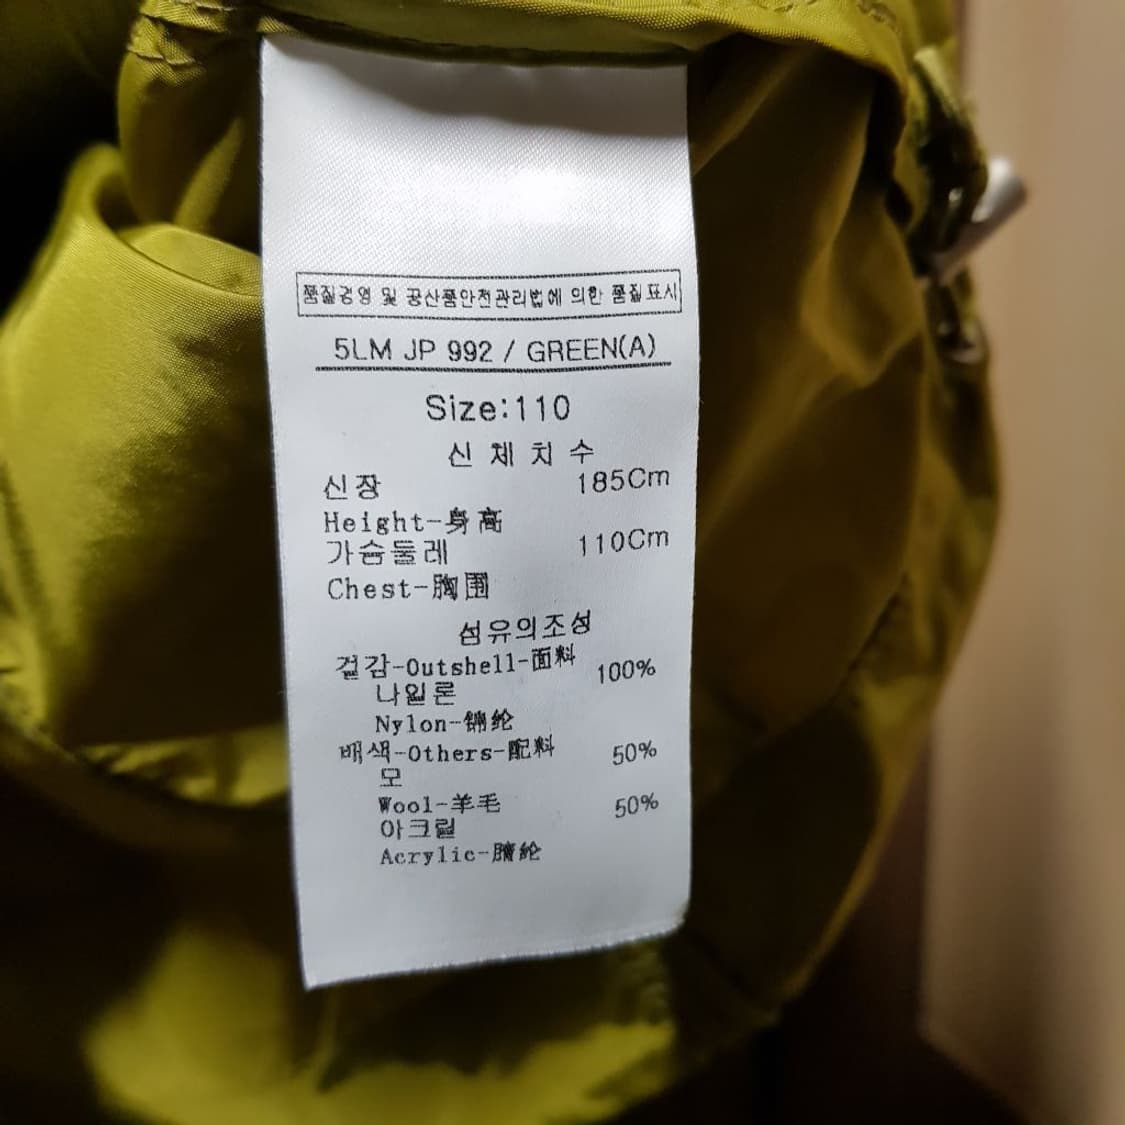 품질경영 및 공산품안전관리법에 의한 품질표시
5LM JP 992 / GREEN(A)
Size:110
신 체 치 수
신장 185Cm
Height-身高
가슴둘레 110Cm
Chest-胸围
섬유의조성
겉감-Outshell-面料 100%
나일론
Nylon-锦纶
배색-Others-配料 50%
모
Wool-羊毛 50%
아크릴
Acrylic-腈纶